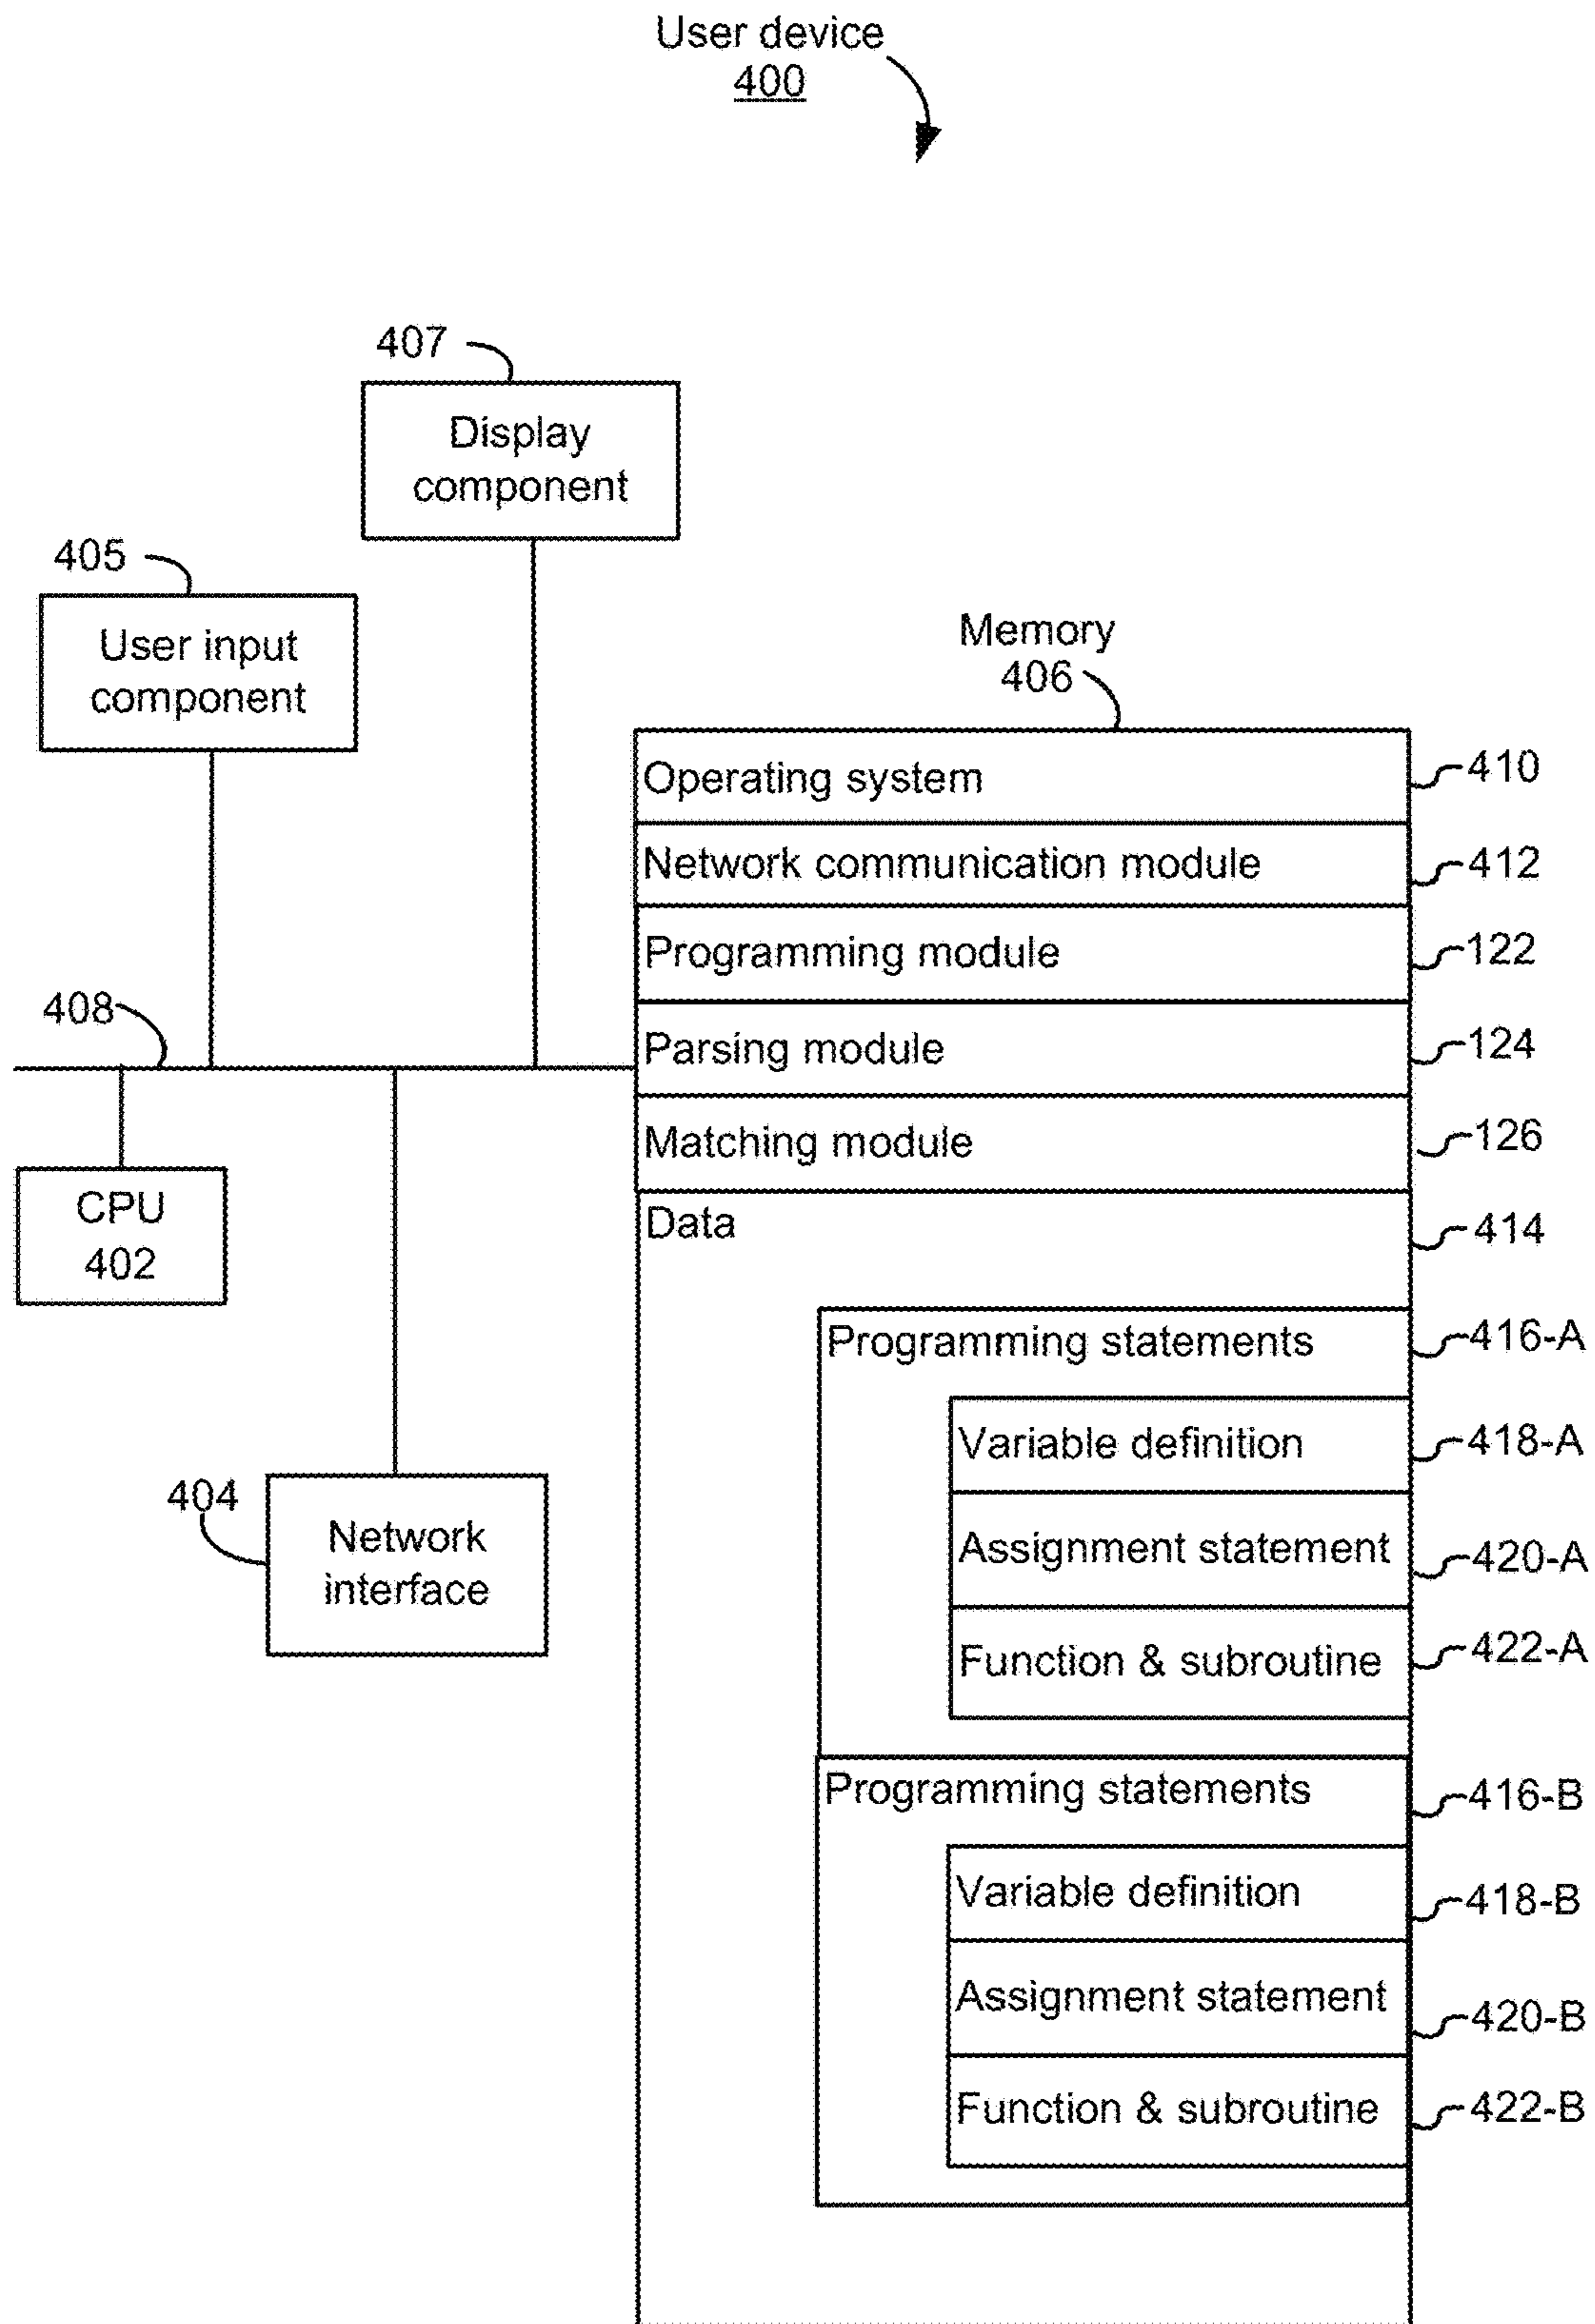 User device
400
407
Display
component
405
User input
component
Memory
406
Operating system
410
Network communication module
412
Programming module
122
408
Parsing module
124
Matching module
126
CPU
402
Data
414
Programming statements
416-A
Variable definition
418-A
404
Network
interface
Assignment statement
420-A
Function & subroutine
422-A
Programming statements
416-B
Variable definition
418-B
Assignment statement
420-B
Function & subroutine
422-B